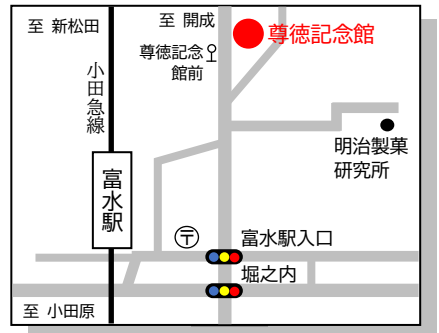 至 新松田
至 開成
尊徳記念館
尊徳記念
館前
小田急線
明治製菓
研究所
富水駅
〒
富水駅入口
堀之内
至 小田原